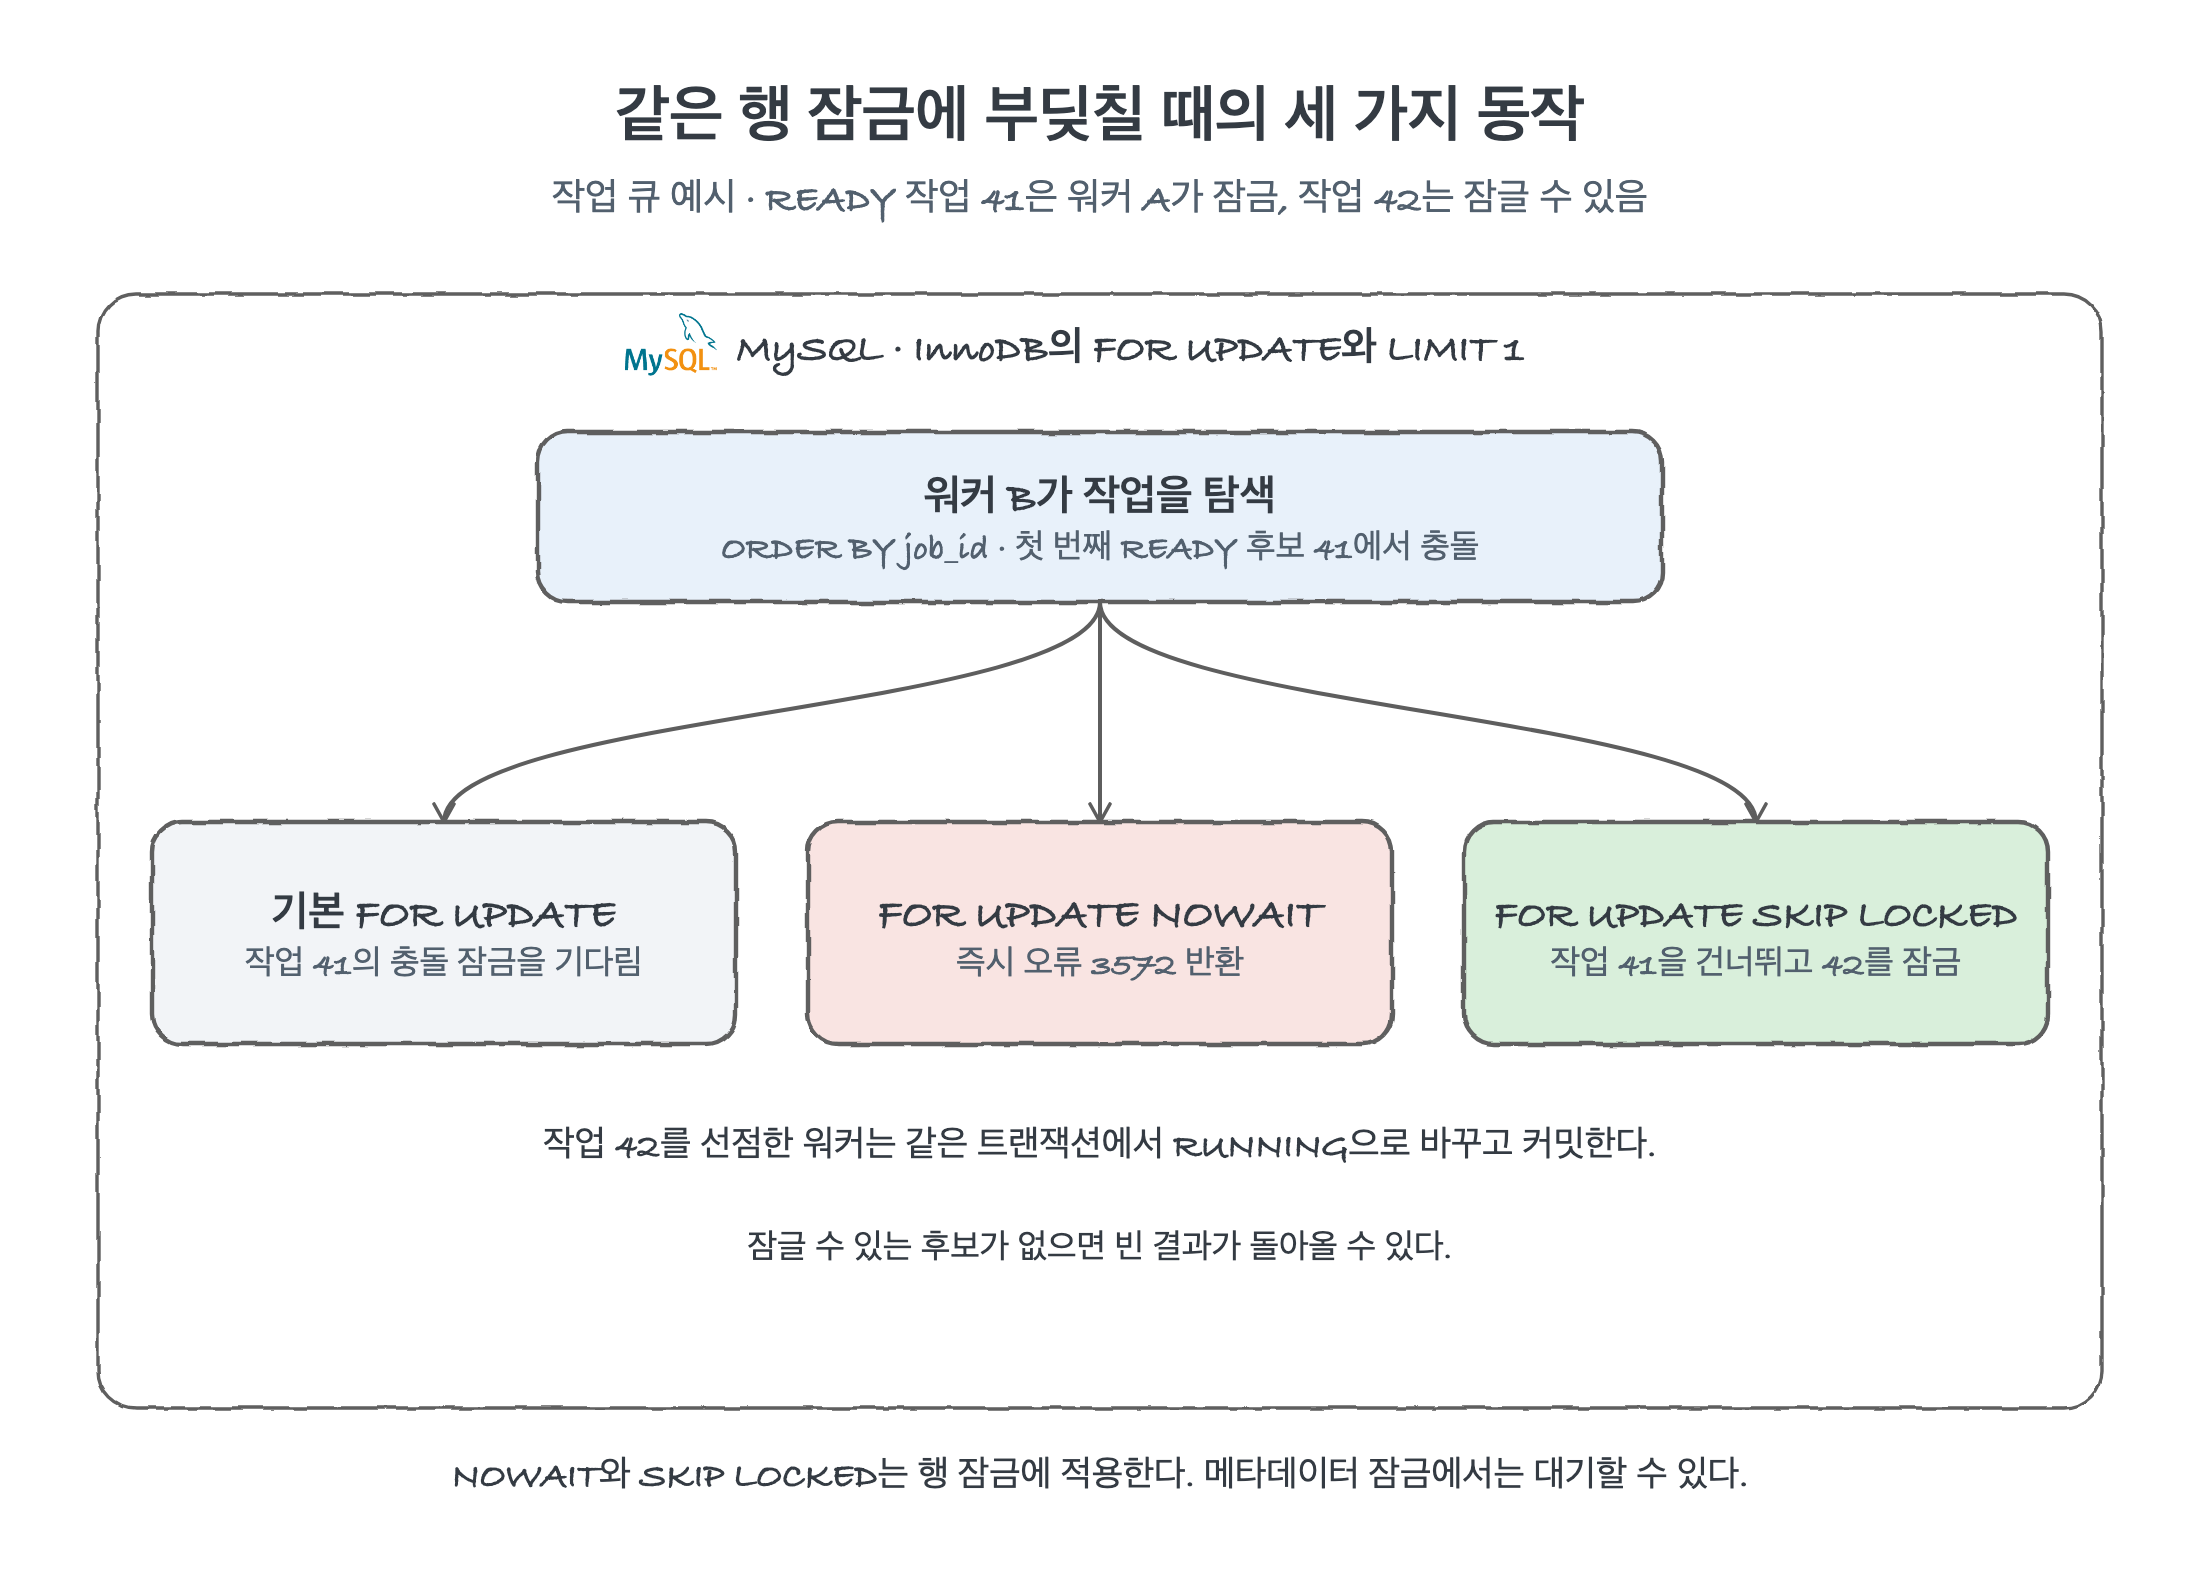 같은 행 잠금에 부딪칠 때의 세 가지 동작
작업 큐 예시 · READY 작업 41은 워커 A가 잠금, 작업 42는 잠글 수 있음
MySQL™ MySQL · InnoDB의 FOR UPDATE와 LIMIT 1
워커 B가 작업을 탐색
ORDER BY job_id · 첫 번째 READY 후보 41에서 충돌
기본 FOR UPDATE
작업 41의 충돌 잠금을 기다림
FOR UPDATE NOWAIT
즉시 오류 3572 반환
FOR UPDATE SKIP LOCKED
작업 41을 건너뛰고 42를 잠금
작업 42를 선점한 워커는 같은 트랜잭션에서 RUNNING으로 바꾸고 커밋한다.
잠글 수 있는 후보가 없으면 빈 결과가 돌아올 수 있다.
NOWAIT와 SKIP LOCKED는 행 잠금에 적용한다. 메타데이터 잠금에서는 대기할 수 있다.